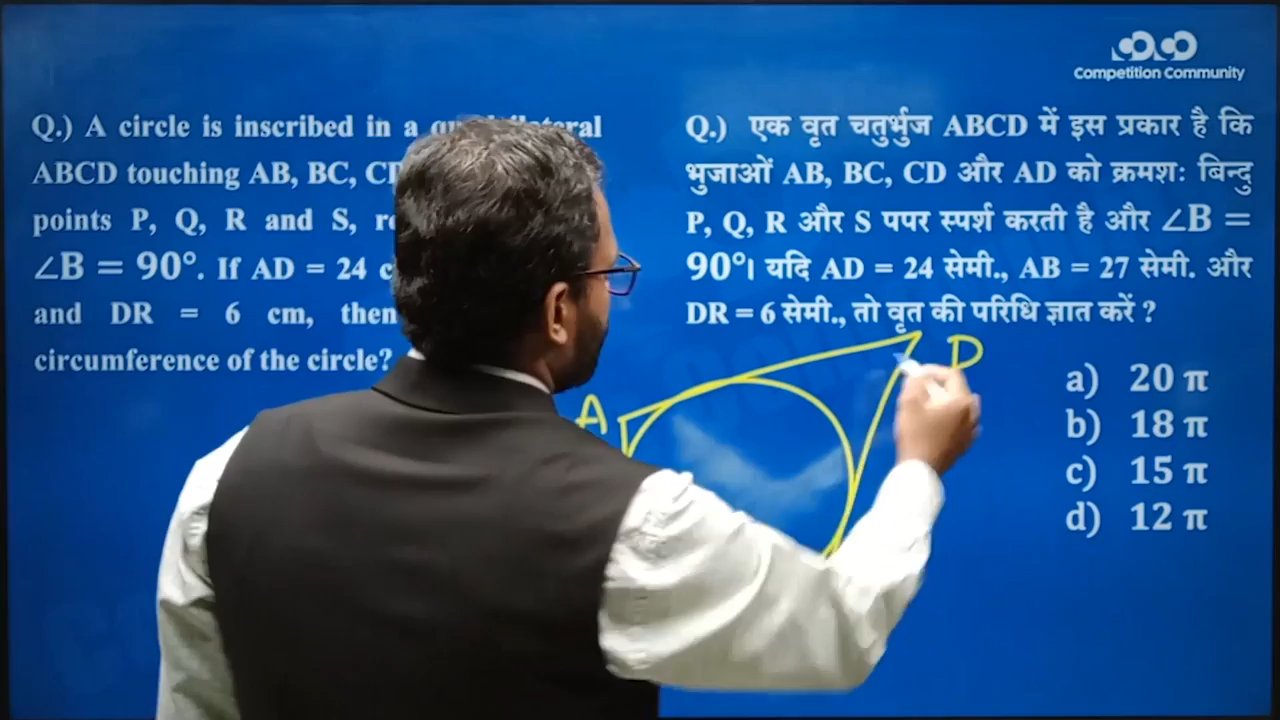 Competition Community
Q.) A circle is inscribed in a
ABCD touching AB, BC,
points P, Q, R and S,
∠B = 90°. If AD = 24
and DR = 6 cm, then
circumference of the circle?
Q.) एक वृत चतुर्भुज ABCD में इस प्रकार है कि
भुजाओं AB, BC, CD और AD को क्रमश: बिन्दु
P, Q, R और S पपर स्पर्श करती है और ∠B =
90°। यदि AD = 24 सेमी., AB = 27 सेमी. और
DR = 6 सेमी., तो वृत की परिधि ज्ञात करें ?
A
D
a) 20 π
b) 18 π
c) 15 π
d) 12 π